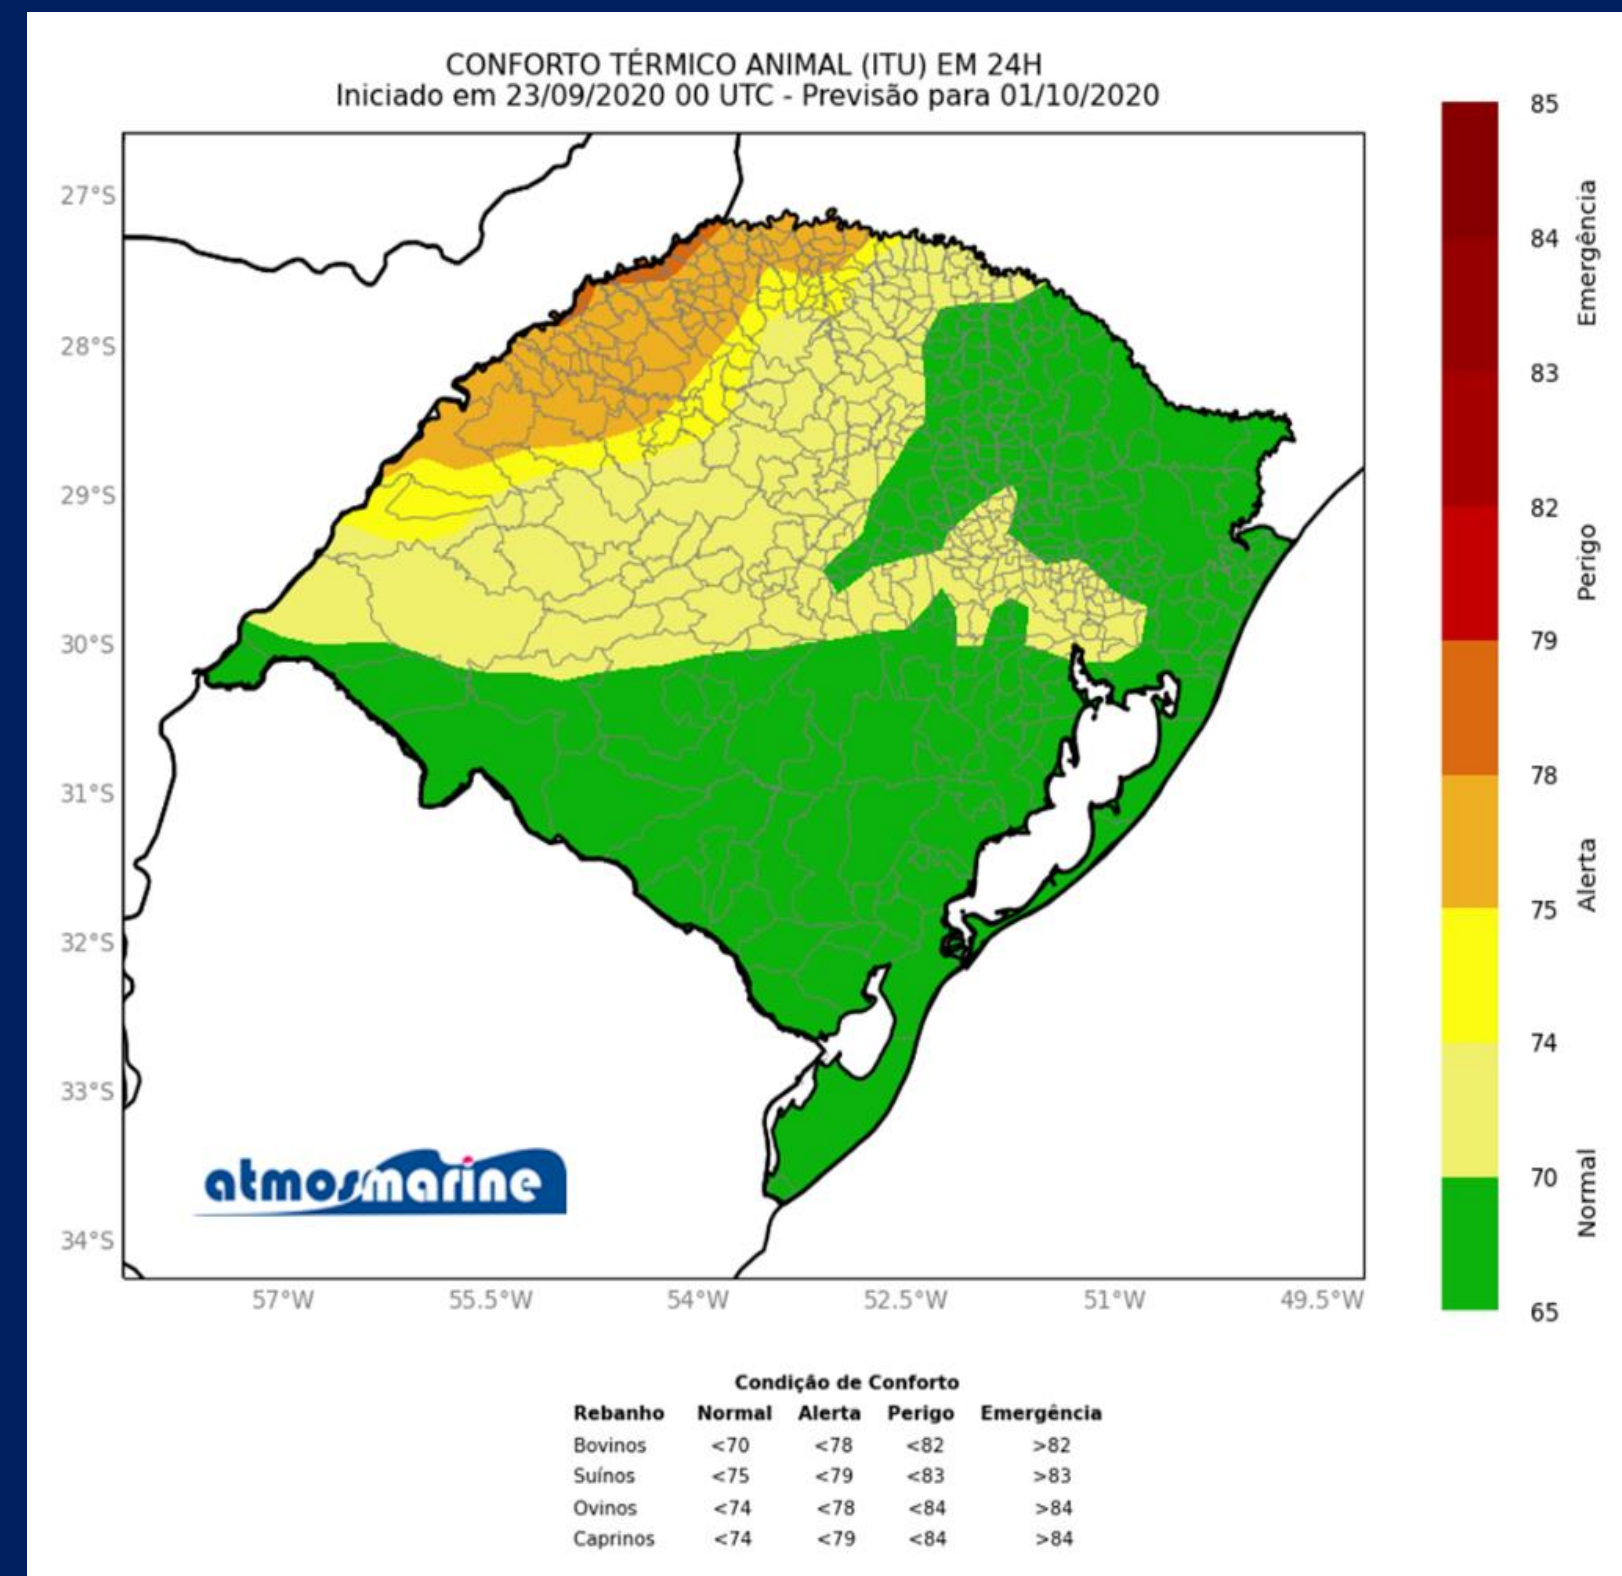 CONFORTO TÉRMICO ANIMAL (ITU) EM 24H
Iniciado em 23/09/2020 00 UTC - Previsão para 01/10/2020
27°S
28°S
29°S
30°S
31°S
32°S
33°S
34°S
57°W
55.5°W
54°W
52.5°W
51°W
49.5°W
atmosmarine
85
84
83
82
79
78
75
74
70
65
Emergência
Perigo
Alerta
Normal
Condição de Conforto
Rebanho Normal Alerta Perigo Emergência
Bovinos <70 <78 <82 >82
Suínos <75 <79 <83 >83
Ovinos <74 <78 <84 >84
Caprinos <74 <79 <84 >84